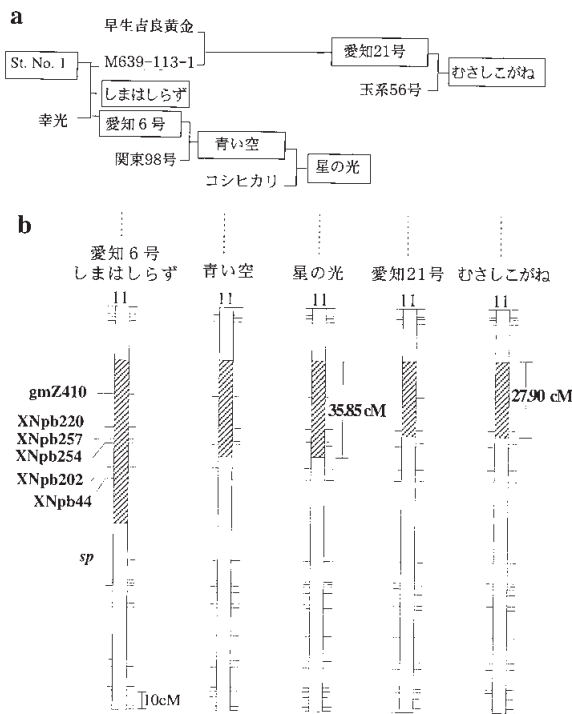 a
早生吉良黄金
St. No. 1
M639-113-1
愛知21号
むさしこがね
しまはしらず
玉系56号
幸光
愛知6号
青い空
関東98号
星の光
コシヒカリ
b
愛知6号
しまはしらず
青い空
星の光
愛知21号
むさしこがね
11
11
11
11
11
gmZ410
35.85 cM
27.90 cM
XNpb220
XNpb257
XNpb254
XNpb202
XNpb44
sp
10cM